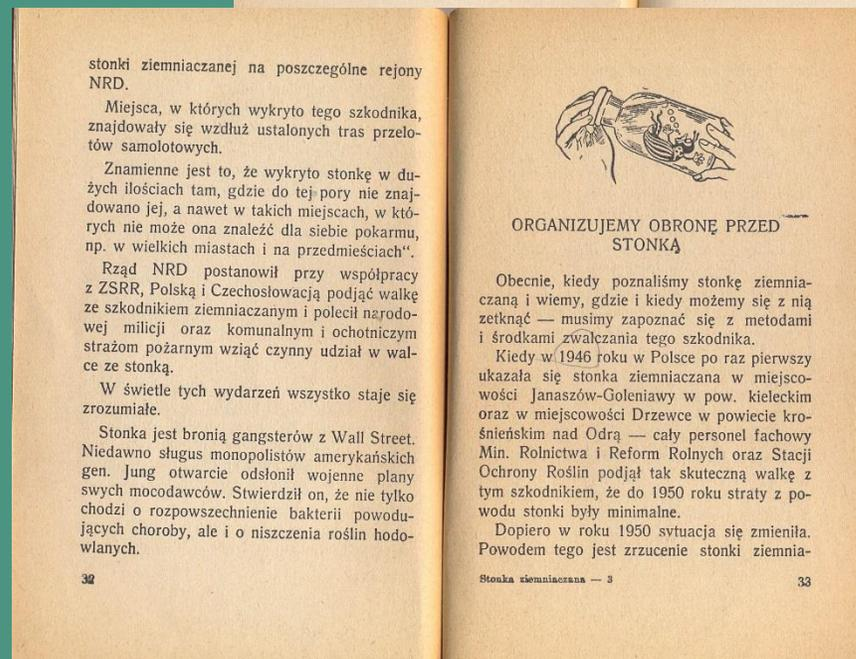 stonki ziemniaczanej na poszczególne rejony
NRD.
Miejsca, w których wykryto tego szkodnika,
znajdowały się wzdłuż ustalonych tras przelo-
tów samolotowych.
Znamienne jest to, że wykryto stonkę w du-
żych ilościach tam, gdzie do tej pory nie znaj-
dowano jej, a nawet w takich miejscach, w któ-
rych nie może ona znaleźć dla siebie pokarmu,
np. w wielkich miastach i na przedmieściach“.
Rząd NRD postanowił przy współpracy
z ZSRR, Polską i Czechosłowacją podjąć walkę
ze szkodnikiem ziemniaczanym i polecił narodo-
wej milicji oraz komunalnym i ochotniczym
strażom pożarnym wziąć czynny udział w wal-
ce ze stonką.
W świetle tych wydarzeń wszystko staje się
zrozumiałe.
Stonka jest bronią gangsterów z Wall Street.
Niedawno sługus monopolistów amerykańskich
gen. Jung otwarcie odsłonił wojenne plany
swych mocodawców. Stwierdził on, że nie tylko
chodzi o rozpowszechnienie bakterii powodu-
jących choroby, ale i o niszczenia roślin hodo-
wlanych.
32
ORGANIZUJEMY OBRONĘ PRZED
STONKĄ
Obecnie, kiedy poznaliśmy stonkę ziemnia-
czaną i wiemy, gdzie i kiedy możemy się z nią
zetknąć — musimy zapoznać się z metodami
i środkami zwalczania tego szkodnika.
Kiedy w 1946 roku w Polsce po raz pierwszy
ukazała się stonka ziemniaczana w miejsco-
wości Janaszów-Goleniawy w pow. kieleckim
oraz w miejscowości Drzewce w powiecie kro-
śnieńskim nad Odrą — cały personel fachowy
Min. Rolnictwa i Reform Rolnych oraz Stacji
Ochrony Roślin podjął tak skuteczną walkę z
tym szkodnikiem, że do 1950 roku straty z po-
wodu stonki były minimalne.
Dopiero w roku 1950 sytuacja się zmieniła.
Powodem tego jest zrzucenie stonki ziemnia-
Stonka ziemniaczana — 3
33